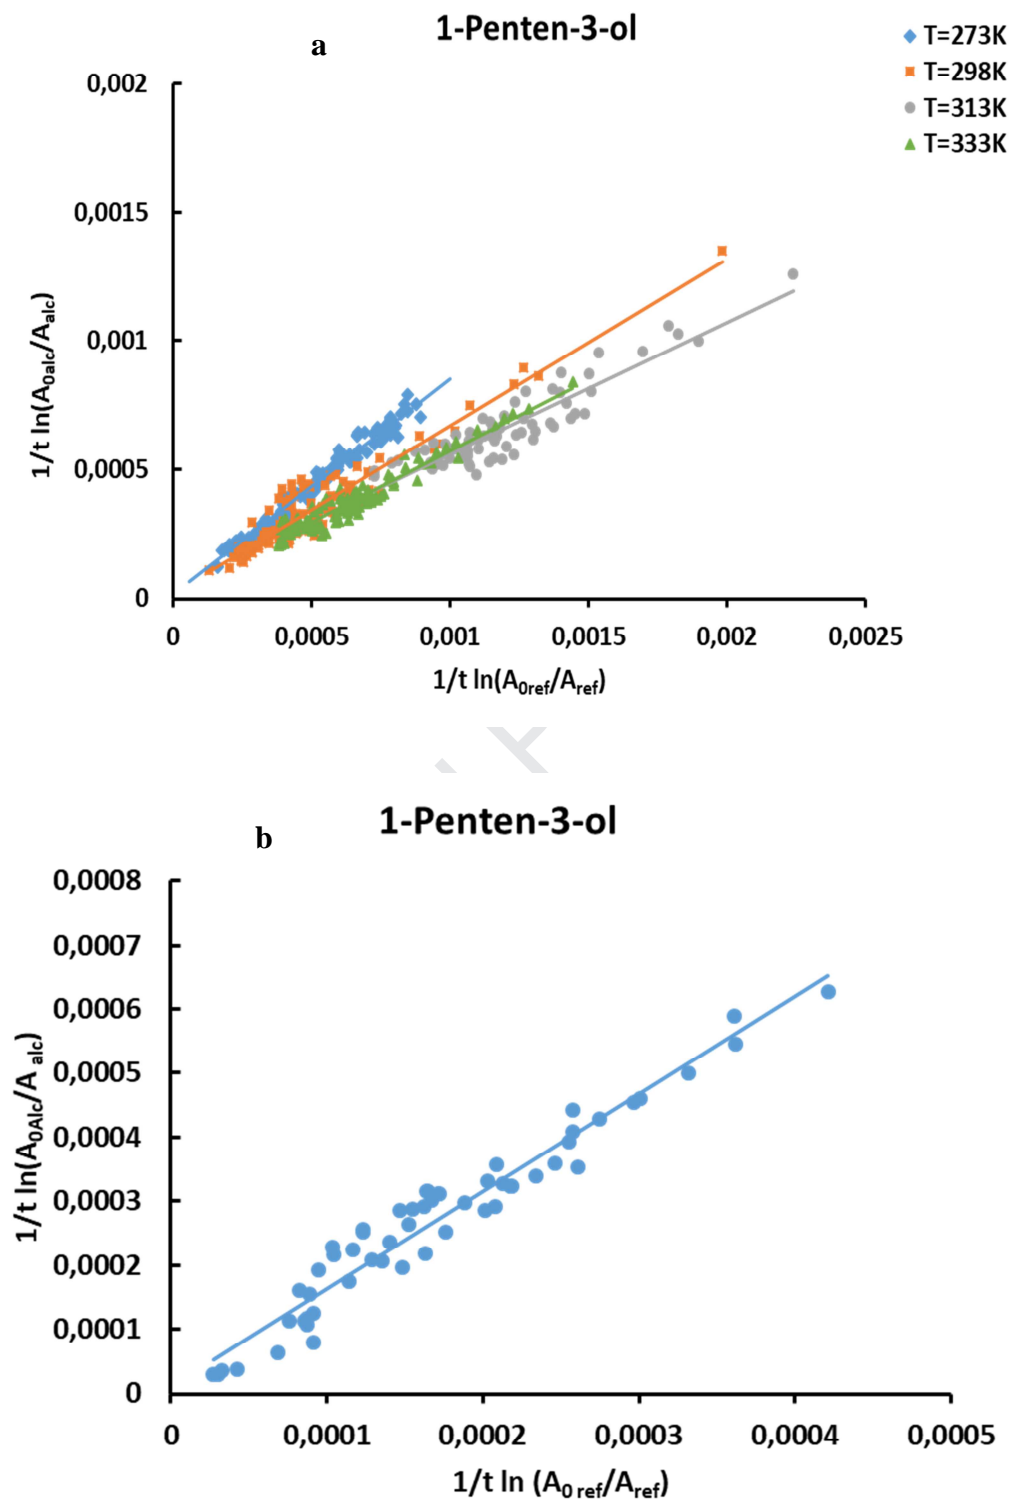 1-Penten-3-ol
a
T=273K
T=298K
T=313K
T=333K
0,002
0,0015
0,001
0,0005
0
1/t ln(A0alc/Aalc)
0 0,0005 0,001 0,0015 0,002 0,0025
1/t ln(A0ref/Aref)
1-Penten-3-ol
b
0,0008
0,0007
0,0006
0,0005
0,0004
0,0003
0,0002
0,0001
0
1/t ln(A0Alc/A alc)
0 0,0001 0,0002 0,0003 0,0004 0,0005
1/t ln (A0 ref/Aref)